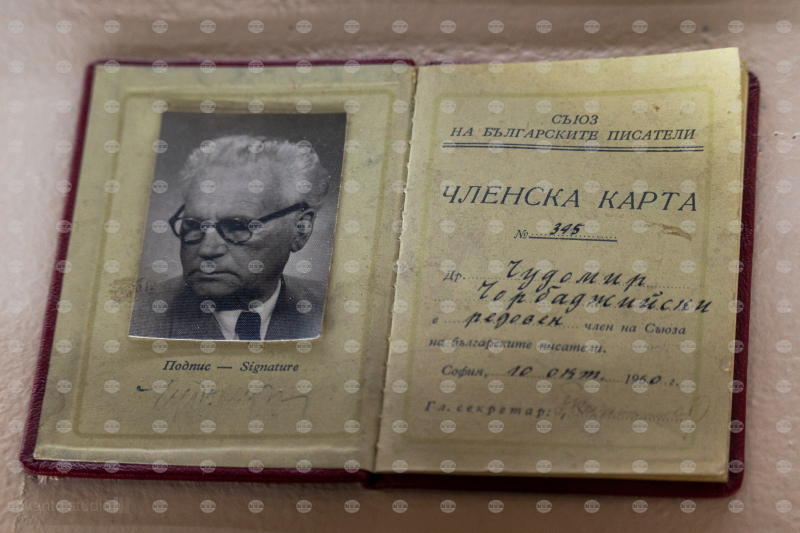 Подпис — Signature
СЪЮЗ
НА БЪЛГАРСКИТЕ ПИСАТЕЛИ
ЧЛЕНСКА КАРТА
№ 395
Др. Чудомир
Чорбаджийски
е редовен член на Съюза
на българските писатели.
София, 10 окт. 1960 г.
Гл. секретар: